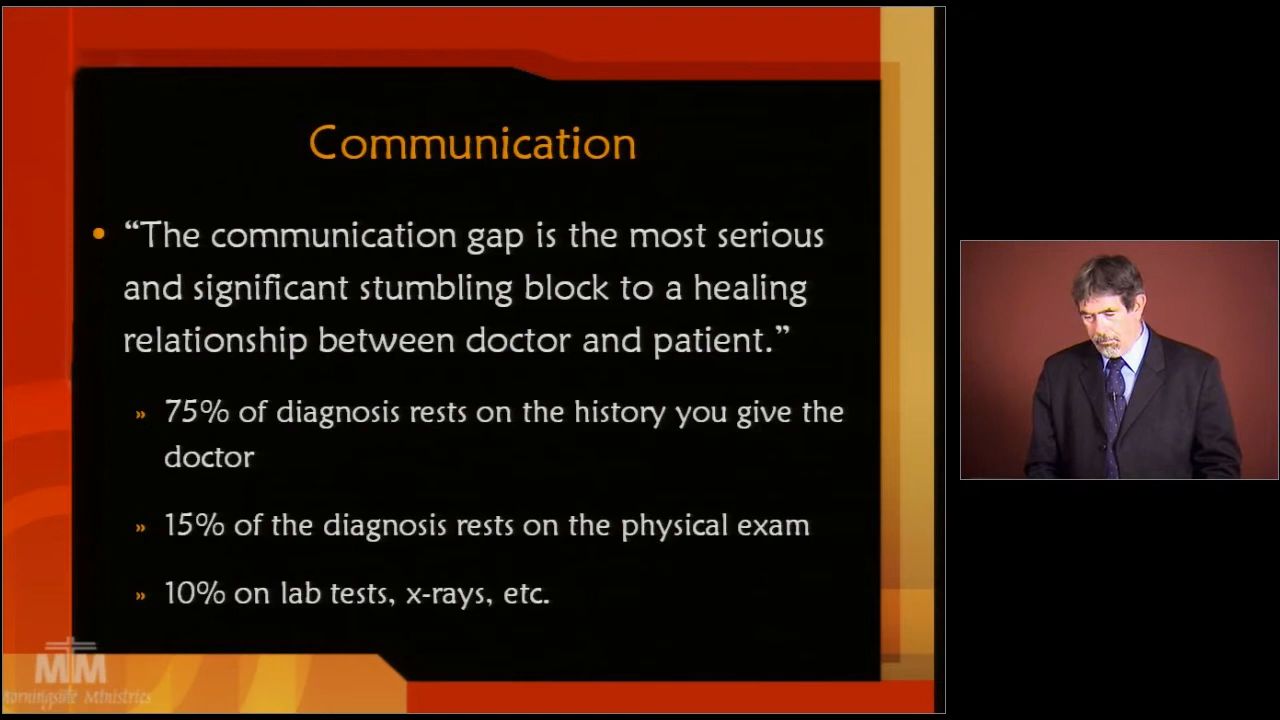 Communication
• “The communication gap is the most serious
and significant stumbling block to a healing
relationship between doctor and patient.”
» 75% of diagnosis rests on the history you give the
doctor
» 15% of the diagnosis rests on the physical exam
» 10% on lab tests, x-rays, etc.
MM
Morningside Ministries